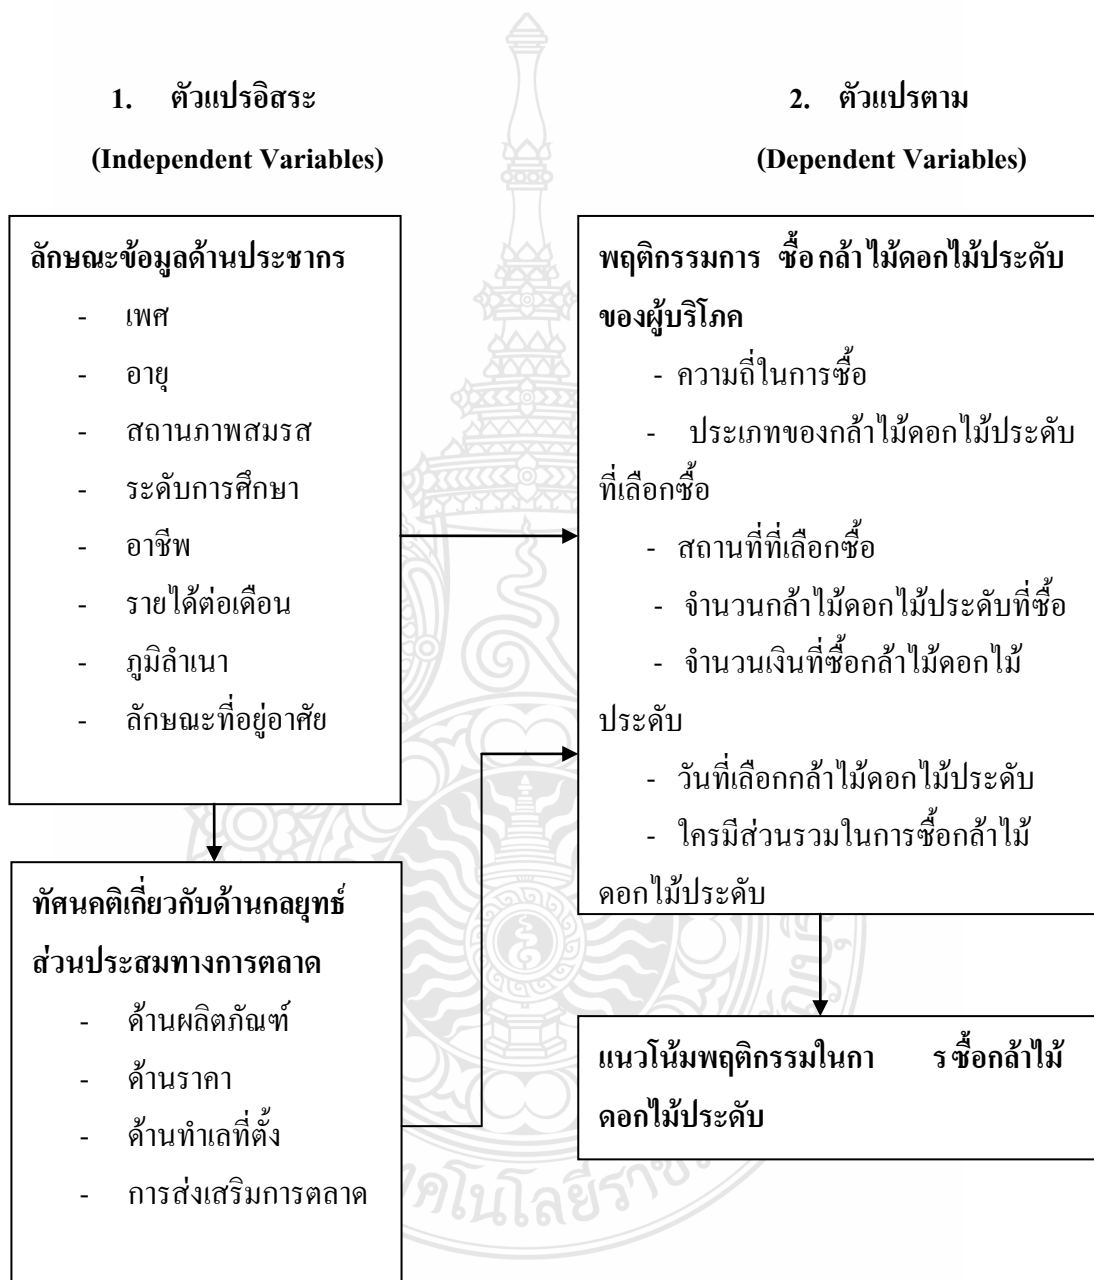 1. ตัวแปรอิสระ
(Independent Variables)
ลักษณะข้อมูลด้านประชากร
- เพศ
- อายุ
- สถานภาพสมรส
- ระดับการศึกษา
- อาชีพ
- รายได้ต่อเดือน
- ภูมิลำเนา
- ลักษณะที่อยู่อาศัย
ทัศนคติเกี่ยวกับด้านกลยุทธ์
ส่วนประสมทางการตลาด
- ด้านผลิตภัณฑ์
- ด้านราคา
- ด้านทำเลที่ตั้ง
- การส่งเสริมการตลาด
2. ตัวแปรตาม
(Dependent Variables)
พฤติกรรมการ ซื้อ กล้า ไม้ดอกไม้ประดับ
ของผู้บริโภค
- ความถี่ในการซื้อ
- ประเภทของกล้าไม้ดอกไม้ประดับ
ที่เลือกซื้อ
- สถานที่ที่เลือกซื้อ
- จำนวนกล้าไม้ดอกไม้ประดับที่ซื้อ
- จำนวนเงินที่ซื้อกล้าไม้ดอกไม้
ประดับ
- วันที่เลือกกล้าไม้ดอกไม้ประดับ
- ใครมีส่วนรวมในการซื้อกล้าไม้
ดอกไม้ประดับ
แนวโน้มพฤติกรรมในกา ร ซื้อกล้าไม้
ดอกไม้ประดับ